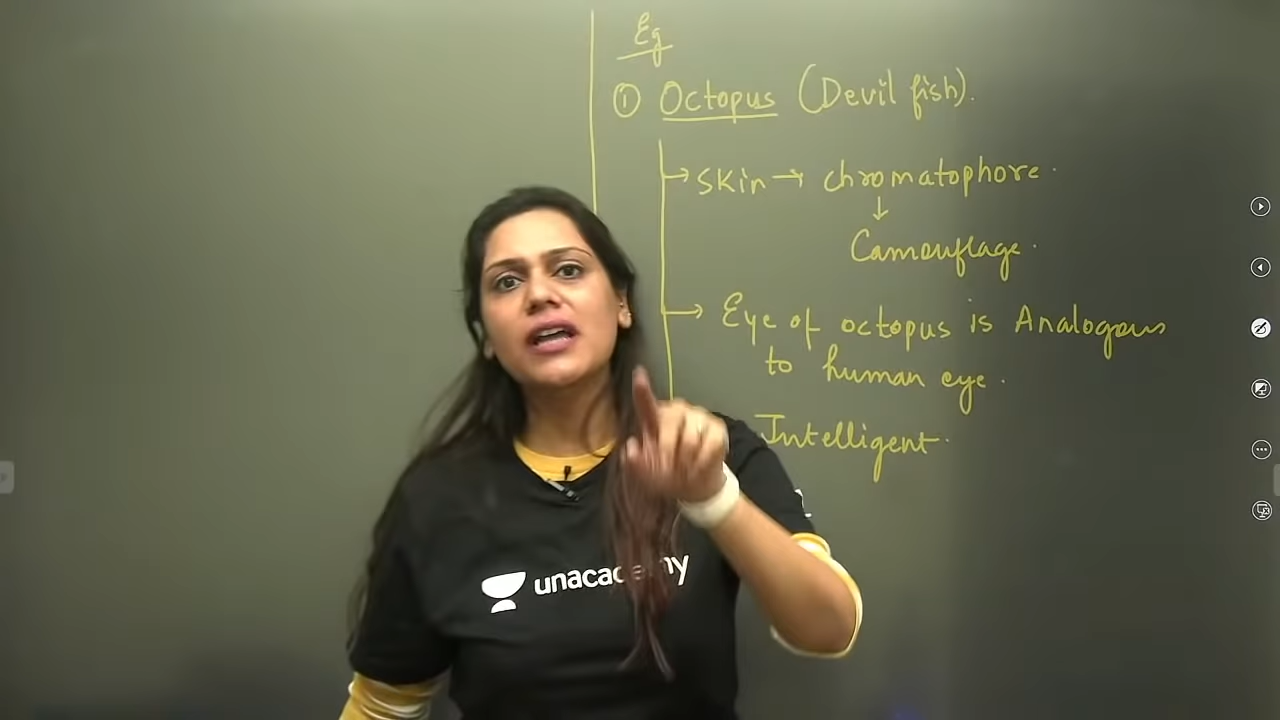 Eg
① Octopus (Devil fish).
→ Skin → chromatophore.
↓
Camouflage.
→ Eye of octopus is Analogous
to human eye.
Intelligent.
unacademy